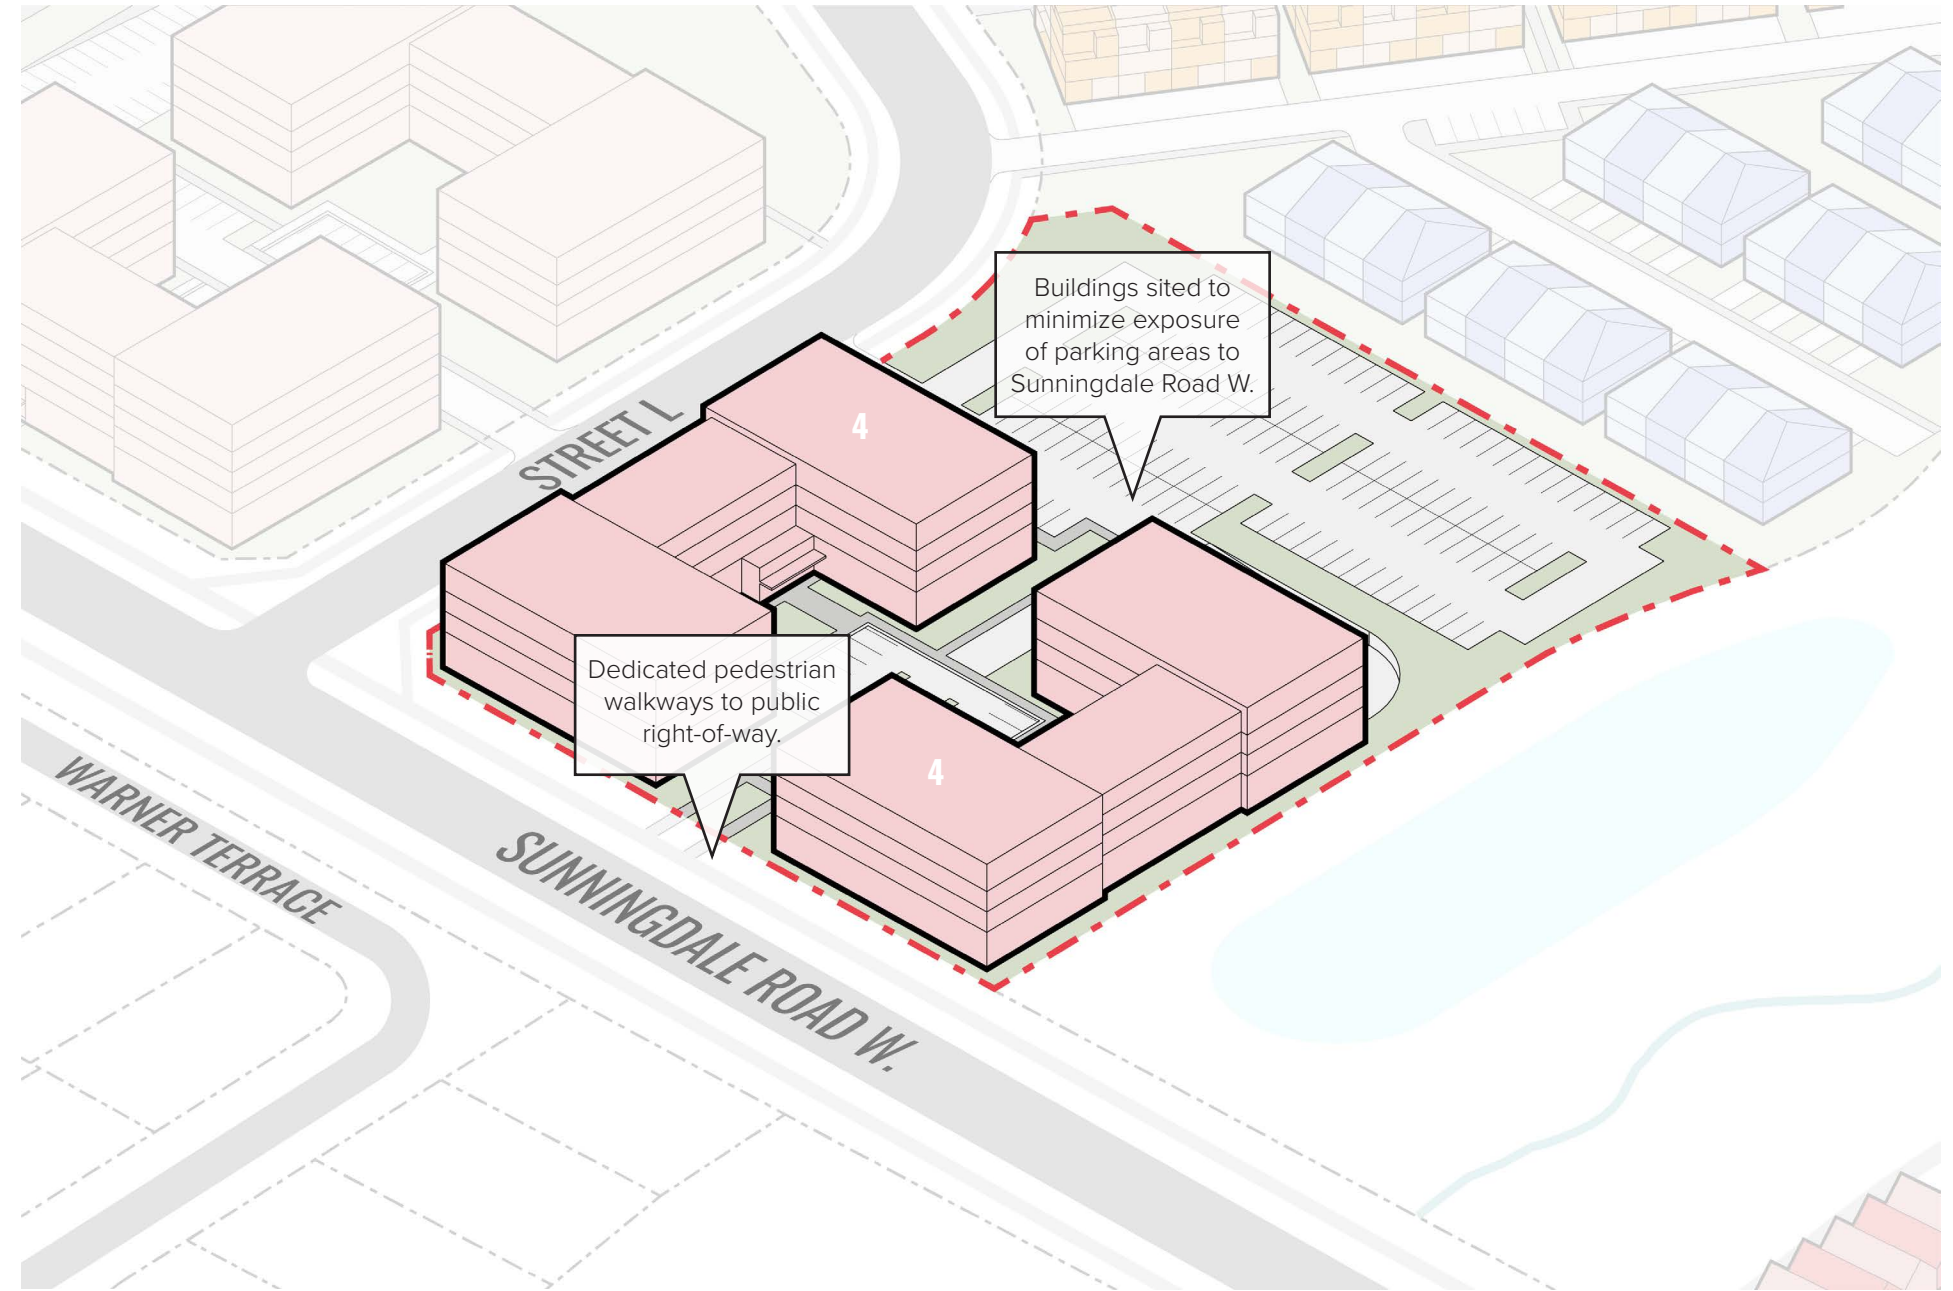 Buildings sited to
minimize exposure
of parking areas to
Sunningdale Road W.
4
STREET L
Dedicated pedestrian
walkways to public
right-of-way.
4
WARNER TERRACE
SUNNINGDALE ROAD W.